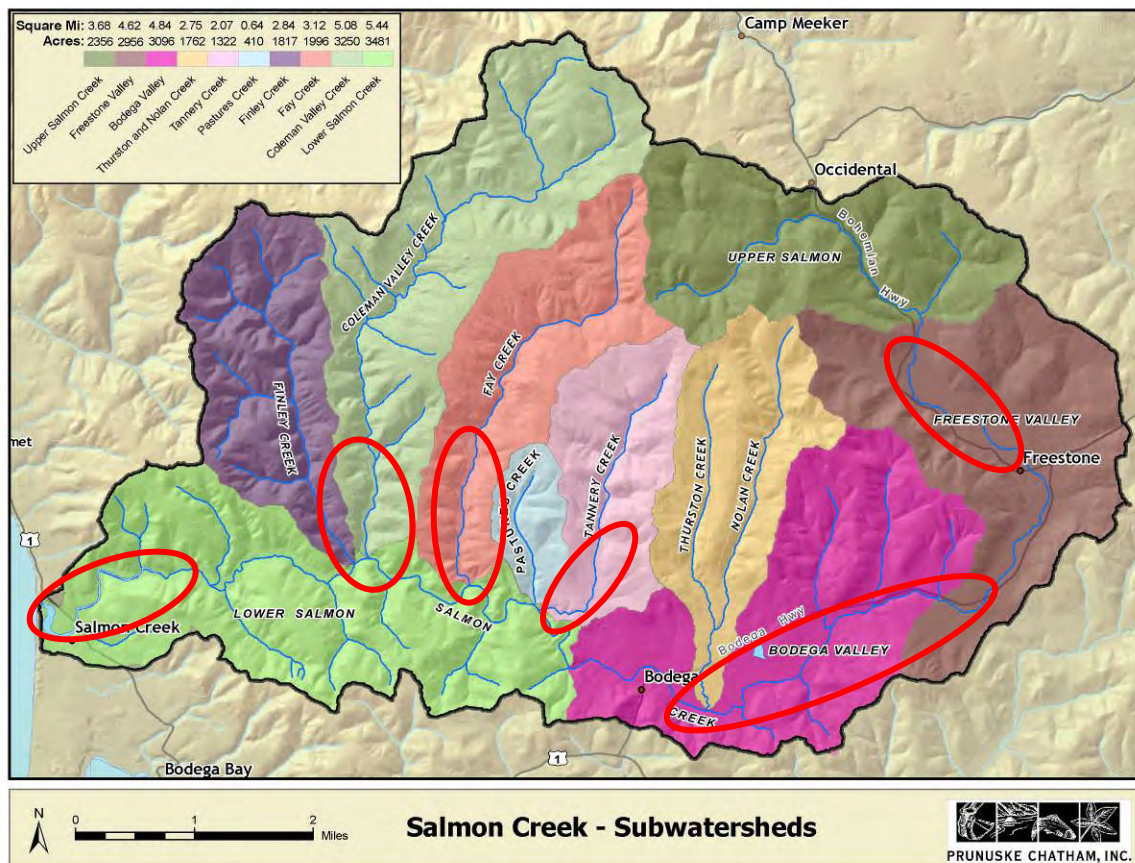 Square Mi: 3.68 4.62 4.84 2.75 2.07 0.64 2.84 3.12 5.08 5.44
Acres: 2356 2956 3096 1762 1322 410 1817 1996 3250 3481
Upper Salmon Creek
Freestone Valley
Bodega Valley
Thurston and Nolan Creek
Tannery Creek
Pastures Creek
Finley Creek
Fay Creek
Coleman Valley Creek
Lower Salmon Creek
Camp Meeker
Occidental
Bohemian Hwy
UPPER SALMON
COLEMAN VALLEY CREEK
FAY CREEK
FINLEY CREEK
PASTURES CREEK
TANNERY CREEK
THURSTON CREEK
NOLAN CREEK
FREESTONE VALLEY
Freestone
met
1
LOWER SALMON
SALMON
Salmon Creek
Bodega Hwy
BODEGA VALLEY
Bodega
CREEK
1
Bodega Bay
N
0 1 2
Miles
Salmon Creek - Subwatersheds
PRUNUSKE CHATHAM, INC.